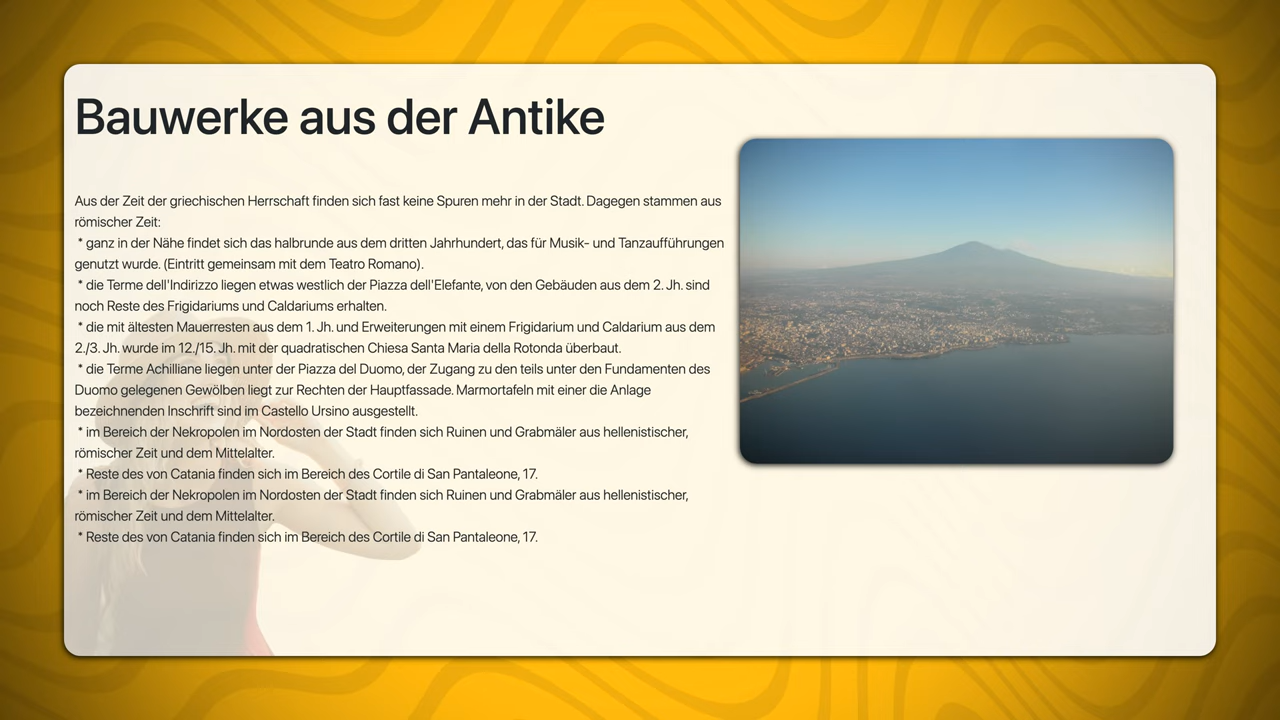 Bauwerke aus der Antike
Aus der Zeit der griechischen Herrschaft finden sich fast keine Spuren mehr in der Stadt. Dagegen stammen aus
römischer Zeit:
* ganz in der Nähe findet sich das halbrunde aus dem dritten Jahrhundert, das für Musik- und Tanzaufführungen
genutzt wurde. (Eintritt gemeinsam mit dem Teatro Romano).
* die Terme dell'Indirizzo liegen etwas westlich der Piazza dell'Elefante, von den Gebäuden aus dem 2. Jh. sind
noch Reste des Frigidariums und Caldariums erhalten.
* die mit ältesten Mauerresten aus dem 1. Jh. und Erweiterungen mit einem Frigidarium und Caldarium aus dem
2./3. Jh. wurde im 12./15. Jh. mit der quadratischen Chiesa Santa Maria della Rotonda überbaut.
* die Terme Achilliane liegen unter der Piazza del Duomo, der Zugang zu den teils unter den Fundamenten des
Duomo gelegenen Gewölben liegt zur Rechten der Hauptfassade. Marmortafeln mit einer die Anlage
bezeichnenden Inschrift sind im Castello Ursino ausgestellt.
* im Bereich der Nekropolen im Nordosten der Stadt finden sich Ruinen und Grabmäler aus hellenistischer,
römischer Zeit und dem Mittelalter.
* Reste des von Catania finden sich im Bereich des Cortile di San Pantaleone, 17.
* im Bereich der Nekropolen im Nordosten der Stadt finden sich Ruinen und Grabmäler aus hellenistischer,
römischer Zeit und dem Mittelalter.
* Reste des von Catania finden sich im Bereich des Cortile di San Pantaleone, 17.